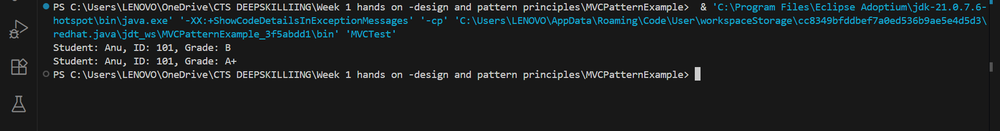 PS C:\Users\LENOVO\OneDrive\CTS DEEPSKILLIING\Week 1 hands on -design and pattern principles\MVCPatternExample>  & 'C:\Program Files\Eclipse Adoptium\jdk-21.0.7.6-
hotspot\bin\java.exe' '-XX:+ShowCodeDetailsInExceptionMessages' '-cp' 'C:\Users\LENOVO\AppData\Roaming\Code\User\workspaceStorage\cc8349bfddbef7a0ed536b9ae5e4d5d3\
redhat.java\jdt_ws\MVCPatternExample_3f5abdd1\bin' 'MVCTest'
Student: Anu, ID: 101, Grade: B
Student: Anu, ID: 101, Grade: A+
PS C:\Users\LENOVO\OneDrive\CTS DEEPSKILLIING\Week 1 hands on -design and pattern principles\MVCPatternExample>